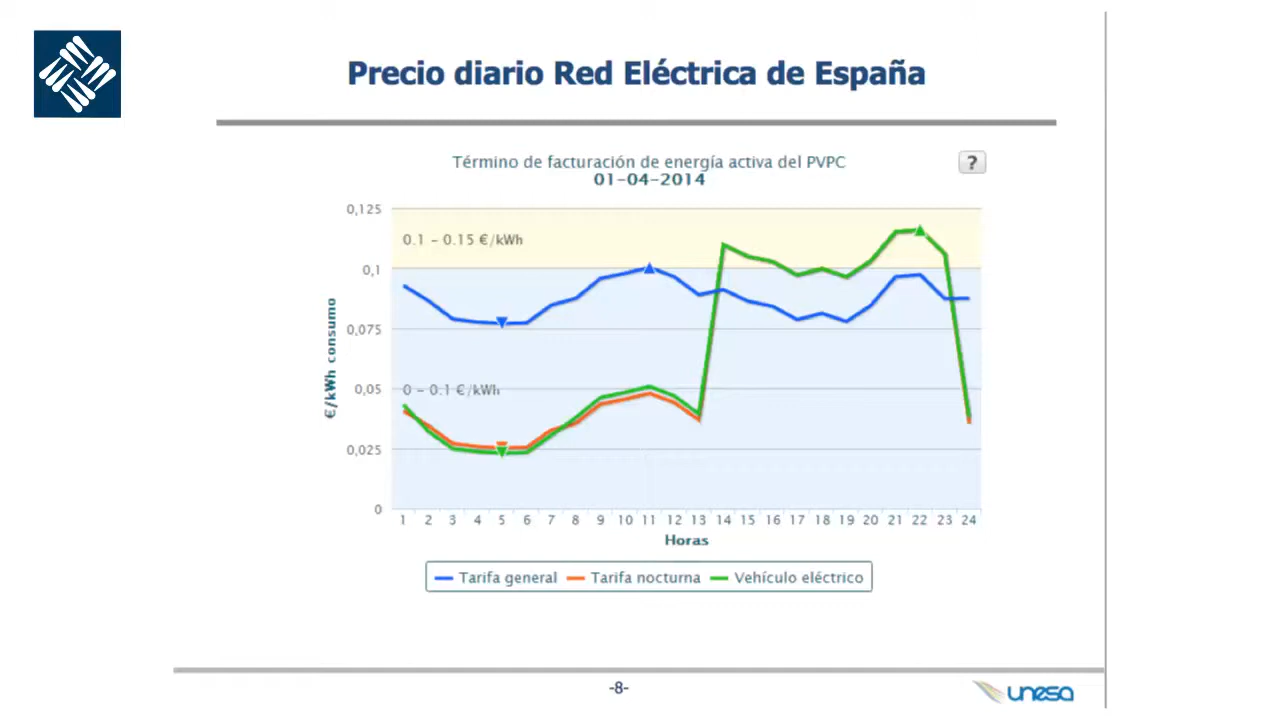 Precio diario Red Eléctrica de España
Término de facturación de energía activa del PVPC
01-04-2014
?
0,125
0.1 - 0.15 €/kWh
0,1
€/kWh consumo
0,075
0,05
0 - 0.1 €/kWh
0,025
0
1 2 3 4 5 6 7 8 9 10 11 12 13 14 15 16 17 18 19 20 21 22 23 24
Horas
Tarifa general Tarifa nocturna Vehículo eléctrico
-8-
unesa